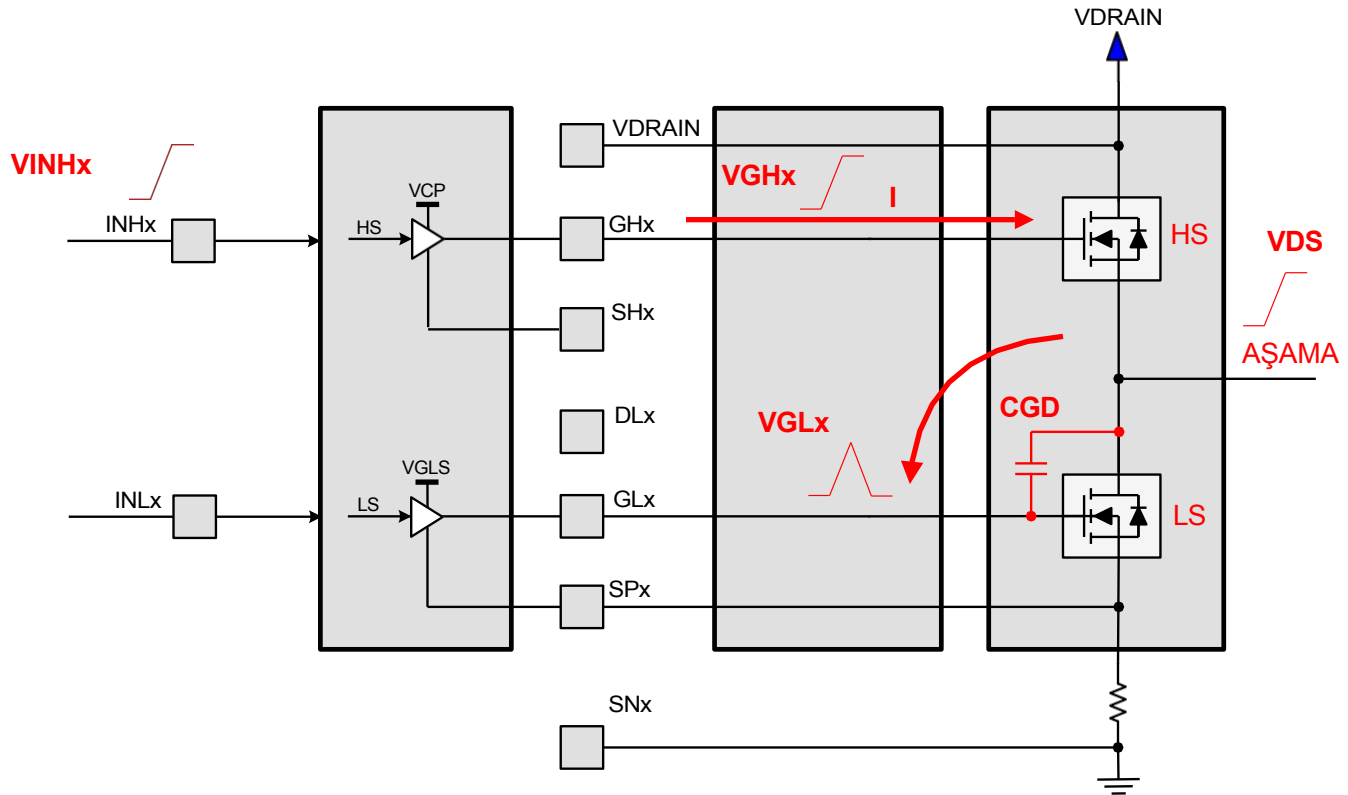 VDRAIN
VDRAIN
VINHx
VGHx
I
VCP
INHx
HS
GHx
HS
VDS
SHx
AŞAMA
DLx
CGD
VGLx
VGLS
INLx
LS
GLx
LS
SPx
SNx